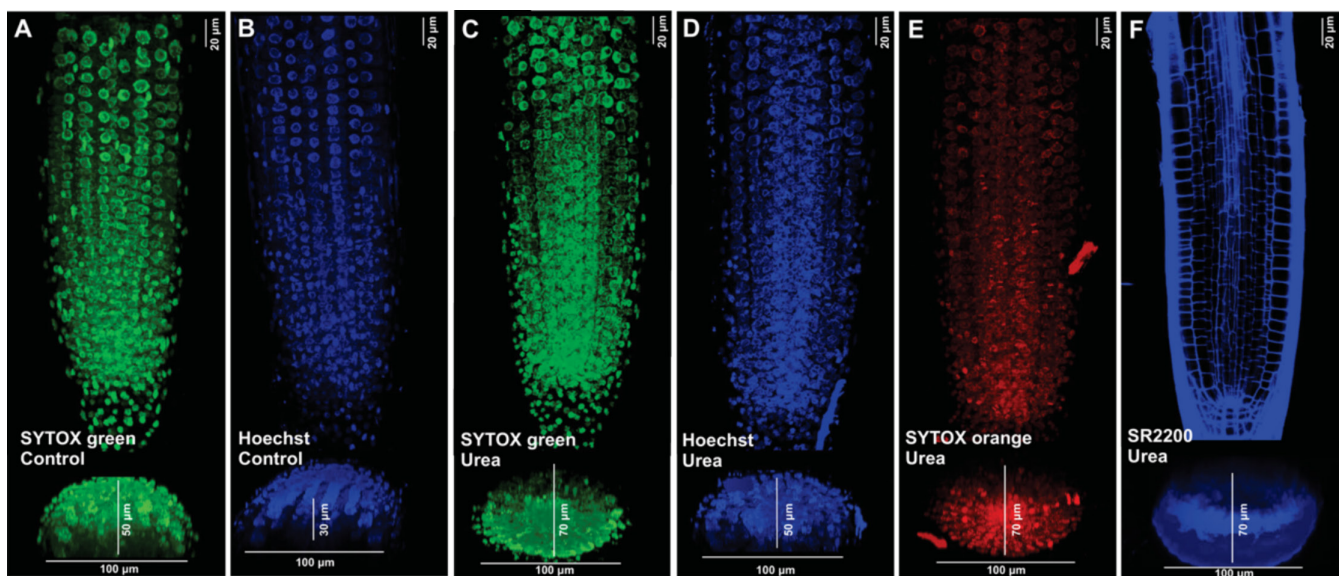 A
20 µm
B
20 µm
C
20 µm
D
20 µm
E
20 µm
F
20 µm
SYTOX green
Control
Hoechst
Control
SYTOX green
Urea
Hoechst
Urea
SYTOX orange
Urea
SR2200
Urea
50 µm
30 µm
70 µm
50 µm
70 µm
70 µm
100 µm
100 µm
100 µm
100 µm
100 µm
100 µm